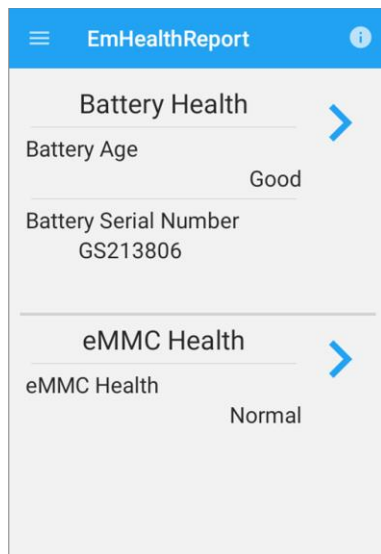 EmHealthReport
Battery Health
Battery Age
Good
Battery Serial Number
GS213806
eMMC Health
eMMC Health
Normal